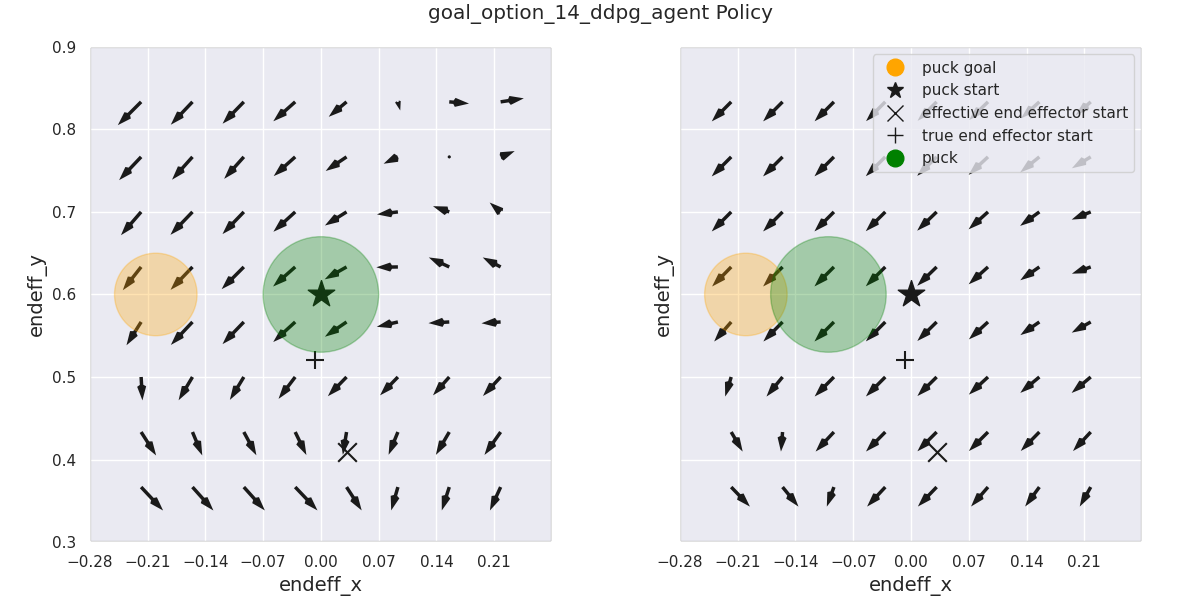 goal_option_14_ddpg_agent Policy
endeff_y
0.9
0.8
0.7
0.6
0.5
0.4
0.3
−0.28
−0.21
−0.14
−0.07
0.00
0.07
0.14
0.21
endeff_x
endeff_y
puck goal
puck start
effective end effector start
true end effector start
puck
−0.28
−0.21
−0.14
−0.07
0.00
0.07
0.14
0.21
endeff_x